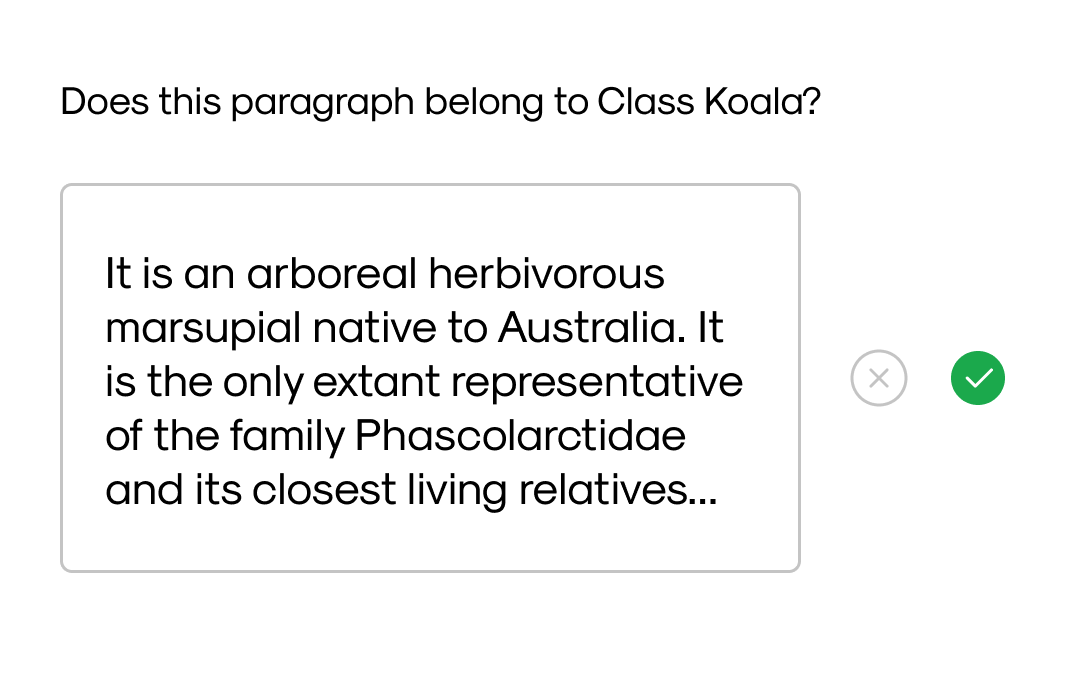 Does this paragraph belong to Class Koala?
It is an arboreal herbivorous
marsupial native to Australia. It
is the only extant representative
of the family Phascolarctidae
and its closest living relatives...